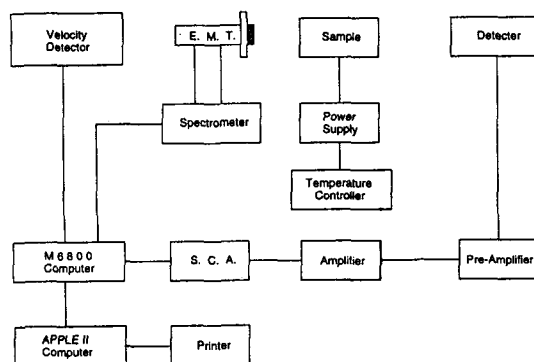 Velocity
Detector
E. M. T.
Sample
Detecter
Spectrometer
Power
Supply
Temperature
Controller
M6800
Computer
S. C. A.
Amplifier
Pre-Amplifier
APPLE II
Computer
Printer